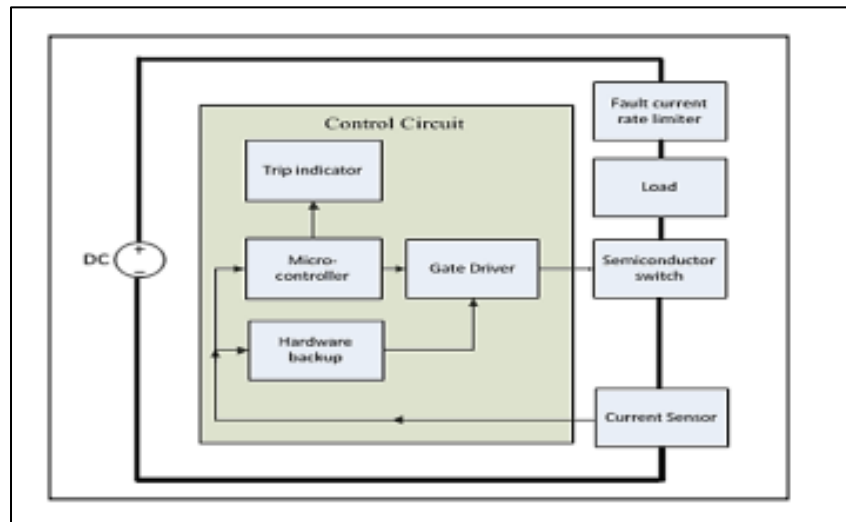 Control Circuit
Fault current
rate limiter
Trip indicator
Load
DC
+
−
Micro-
controller
Gate Driver
Semiconductor
switch
Hardware
backup
Current Sensor